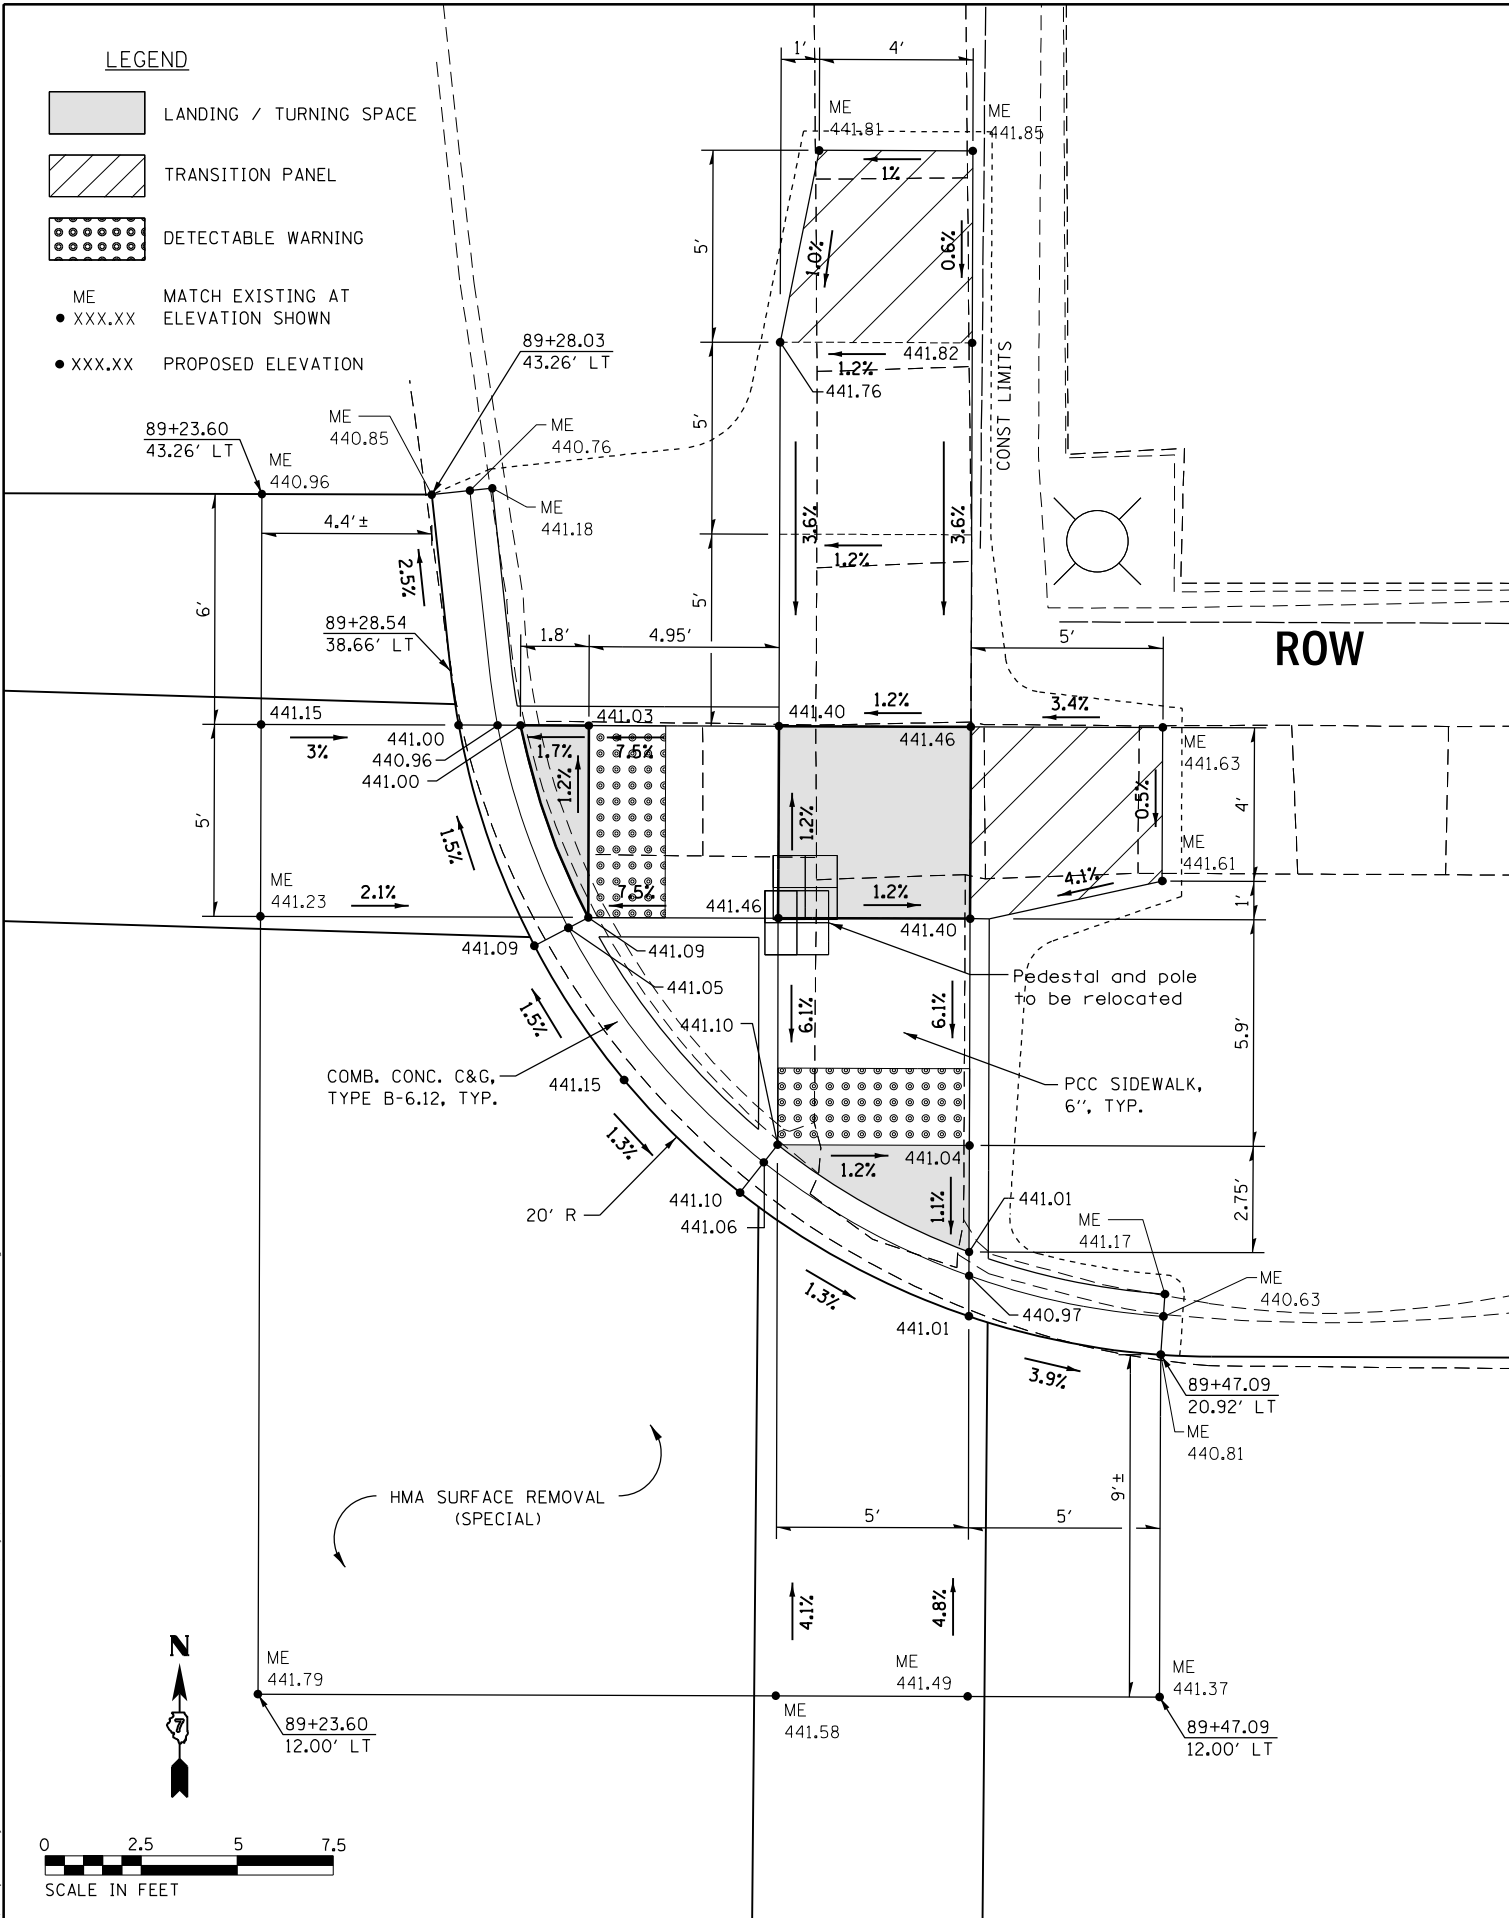 LEGEND
LANDING / TURNING SPACE
TRANSITION PANEL
DETECTABLE WARNING
ME
XXX.XX
MATCH EXISTING AT
ELEVATION SHOWN
XXX.XX
PROPOSED ELEVATION
1'
4'
ME
441.81
ME
441.85
1%
5'
1.0%
0.6%
441.82
1.2%
441.76
CONST LIMITS
89+28.03
43.26' LT
89+23.60
43.26' LT
ME
440.85
ME
440.76
ME
440.96
ME
441.18
4.4'±
5'
3.6%
3.6%
1.2%
2.5%
6'
5'
89+28.54
38.66' LT
1.8'
4.95'
5'
ROW
441.15
441.03
441.40
1.2%
3.4%
441.00
440.96
441.00
3%
1.7%
7.5%
441.46
ME
441.63
1.2%
5'
1.5%
1.2%
0.5%
4'
ME
441.61
ME
441.23
2.1%
7.5%
441.46
1.2%
4.1%
1'
441.40
441.09
441.09
441.05
Pedestal and pole
to be relocated
1.5%
441.10
6.1%
6.1%
5.9'
COMB. CONC. C&G,
TYPE B-6.12, TYP.
441.15
PCC SIDEWALK,
6'', TYP.
1.3%
1.2%
441.04
441.10
441.06
1.1%
441.01
2.75'
20' R
ME
441.17
ME
440.63
1.3%
441.01
440.97
3.9%
89+47.09
20.92' LT
ME
440.81
HMA SURFACE REMOVAL
(SPECIAL)
9'±
5'
5'
4.1%
4.8%
N
7
ME
441.79
ME
441.49
ME
441.37
ME
441.58
89+23.60
12.00' LT
89+47.09
12.00' LT
0
2.5
5
7.5
SCALE IN FEET